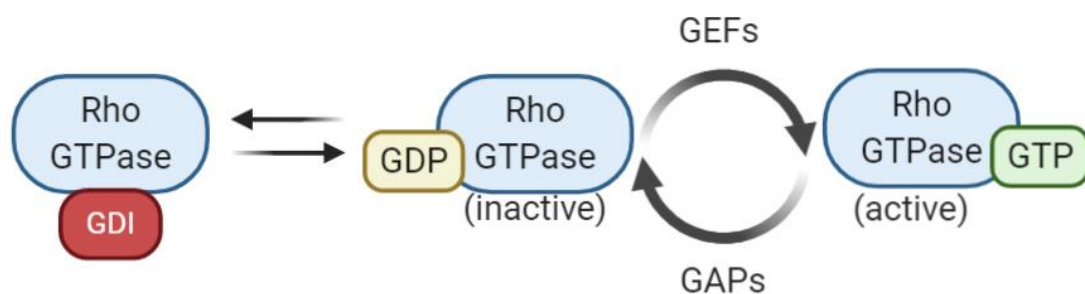 Rho
GTPase
GDI
GDP
Rho
GTPase
(inactive)
GEFs
GAPs
Rho
GTPase
GTP
(active)